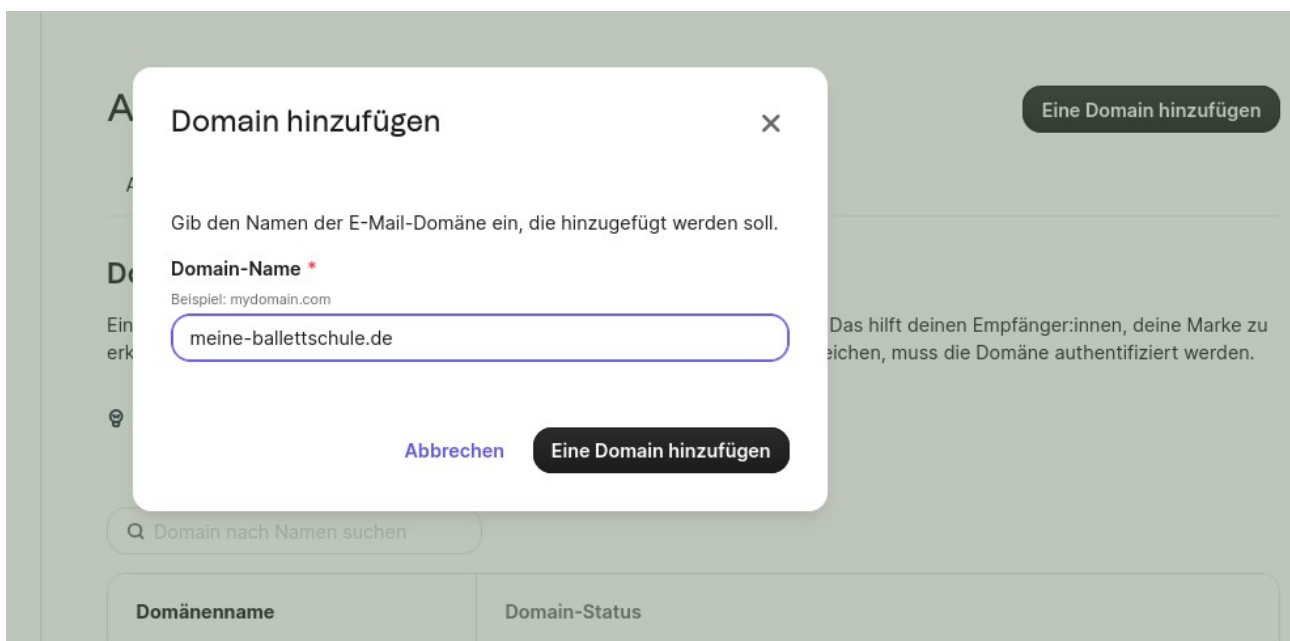 A
Domain hinzufügen
Eine Domain hinzufügen
A
Gib den Namen der E-Mail-Domäne ein, die hinzugefügt werden soll.
Domain-Name *
Beispiel: mydomain.com
meine-ballettschule.de
Ein
Das hilft deinen Empfänger:innen, deine Marke zu
erk
eichen, muss die Domäne authentifiziert werden.
Abbrechen
Eine Domain hinzufügen
Domain nach Namen suchen
Domänenname
Domain-Status